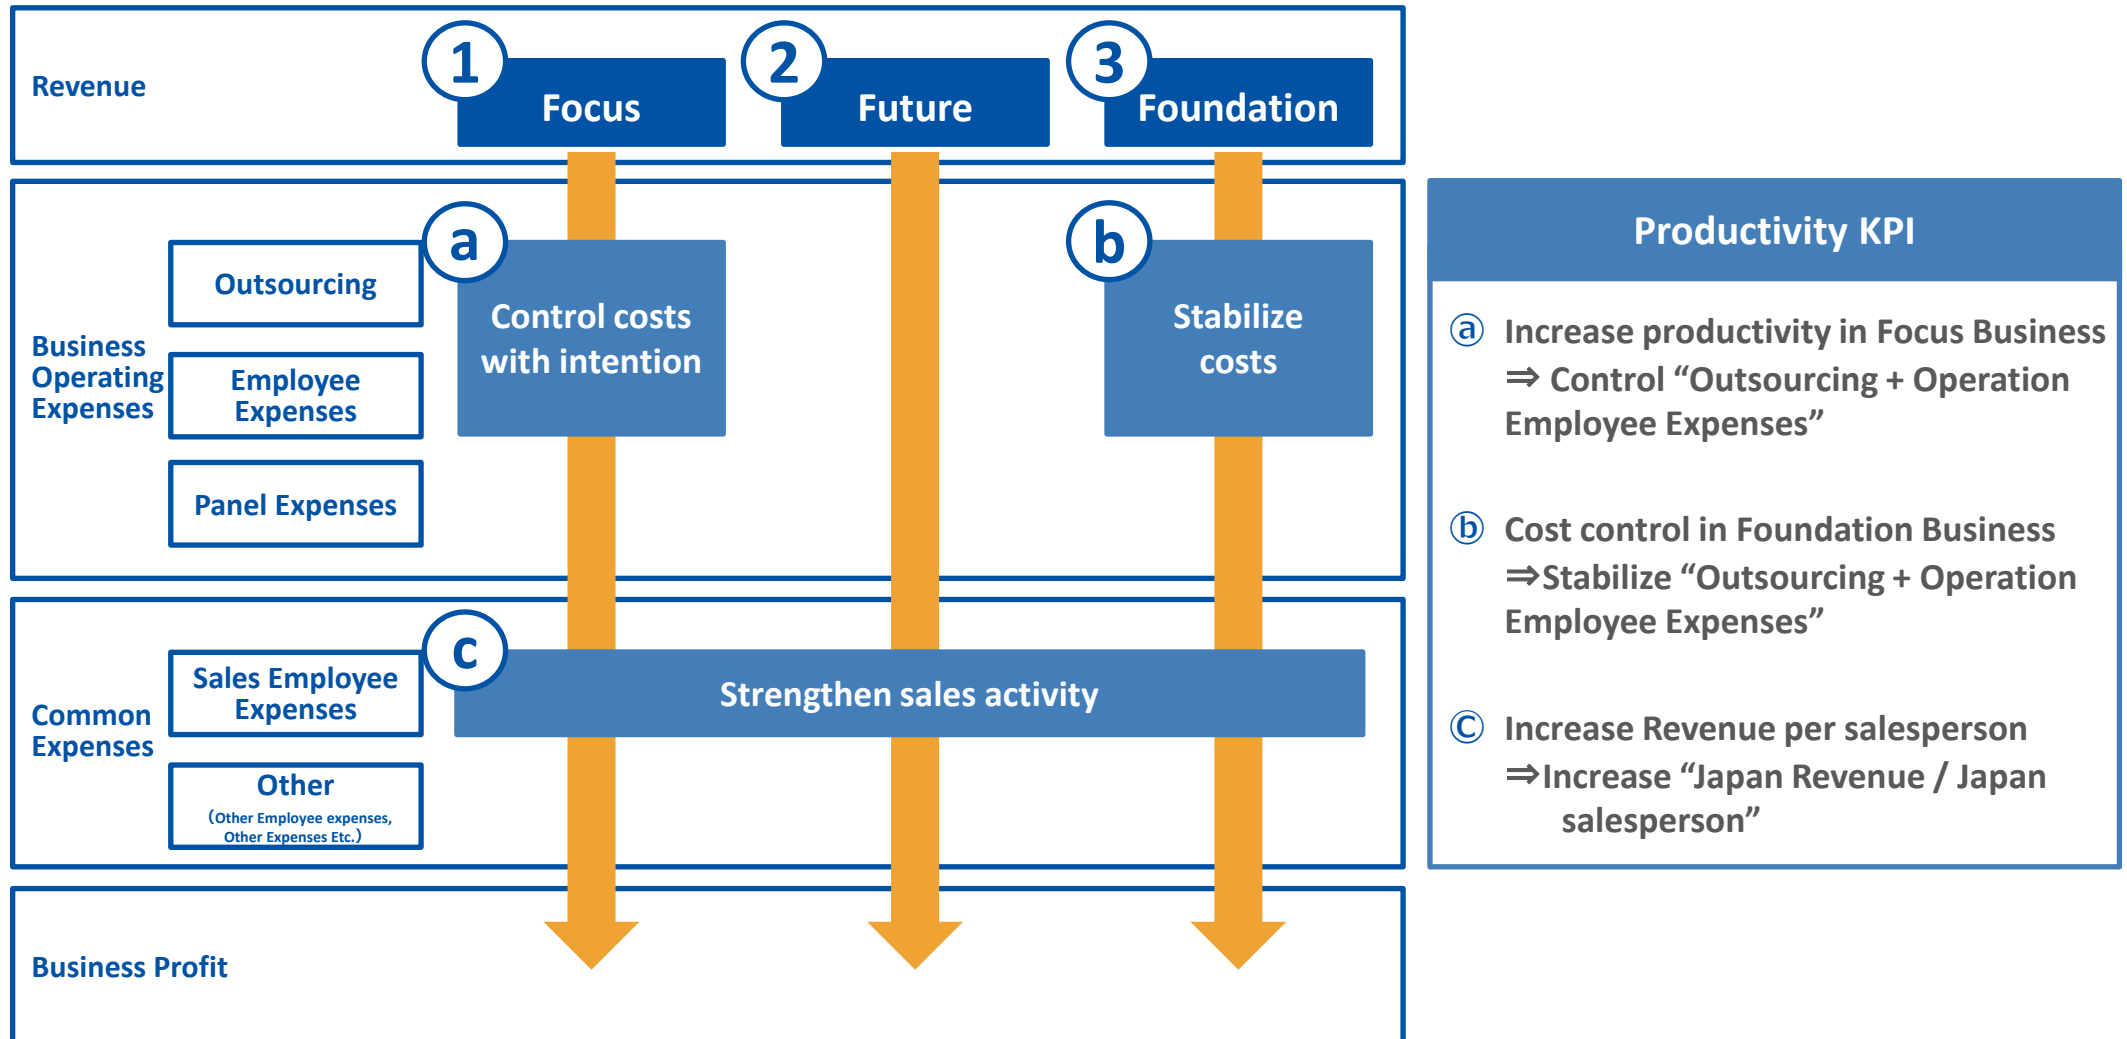 Revenue
1
Focus
2
Future
3
Foundation
Business
Operating
Expenses
Outsourcing
Employee
Expenses
Panel Expenses
a
Control costs
with intention
b
Stabilize
costs
Common
Expenses
Sales Employee
Expenses
Other
(Other Employee expenses,
Other Expenses Etc.)
c
Strengthen sales activity
Business Profit
Productivity KPI
ⓐ Increase productivity in Focus Business
⇒ Control “Outsourcing + Operation
Employee Expenses”
ⓑ Cost control in Foundation Business
⇒Stabilize “Outsourcing + Operation
Employee Expenses”
ⓒ Increase Revenue per salesperson
⇒Increase “Japan Revenue / Japan
salesperson”